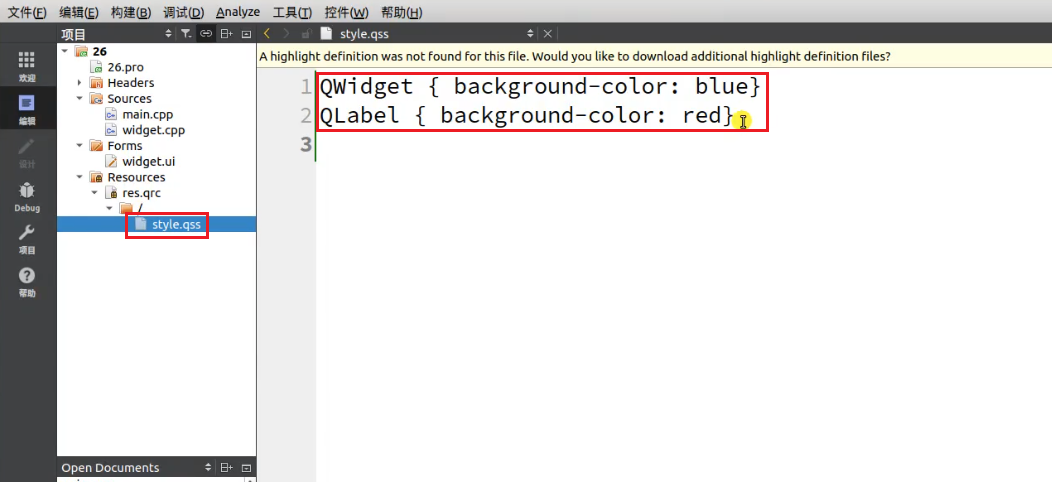 文件(F) 编辑(E) 构建(B) 调试(D) Analyze 工具(T) 控件(W) 帮助(H)
项目
style.qss
A highlight definition was not found for this file. Would you like to download additional highlight definition files?
欢迎
编辑
设计
Debug
项目
帮助
26
26.pro
Headers
Sources
main.cpp
widget.cpp
Forms
widget.ui
Resources
res.qrc
/
style.qss
1 QWidget { background-color: blue}
2 QLabel { background-color: red}
3
Open Documents